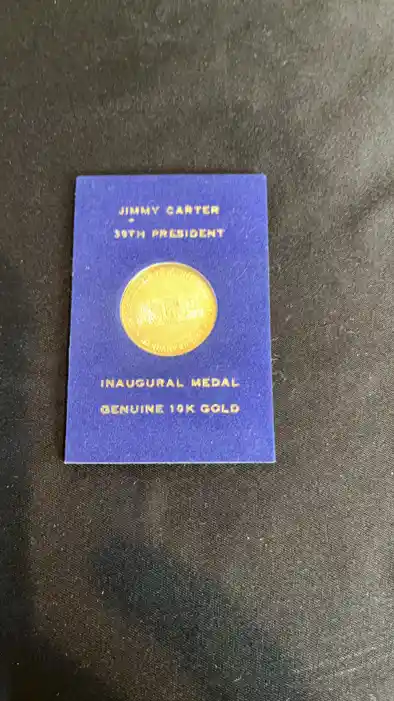 JIMMY CARTER
39TH PRESIDENT
INAUGURAL MEDAL
GENUINE 10K GOLD